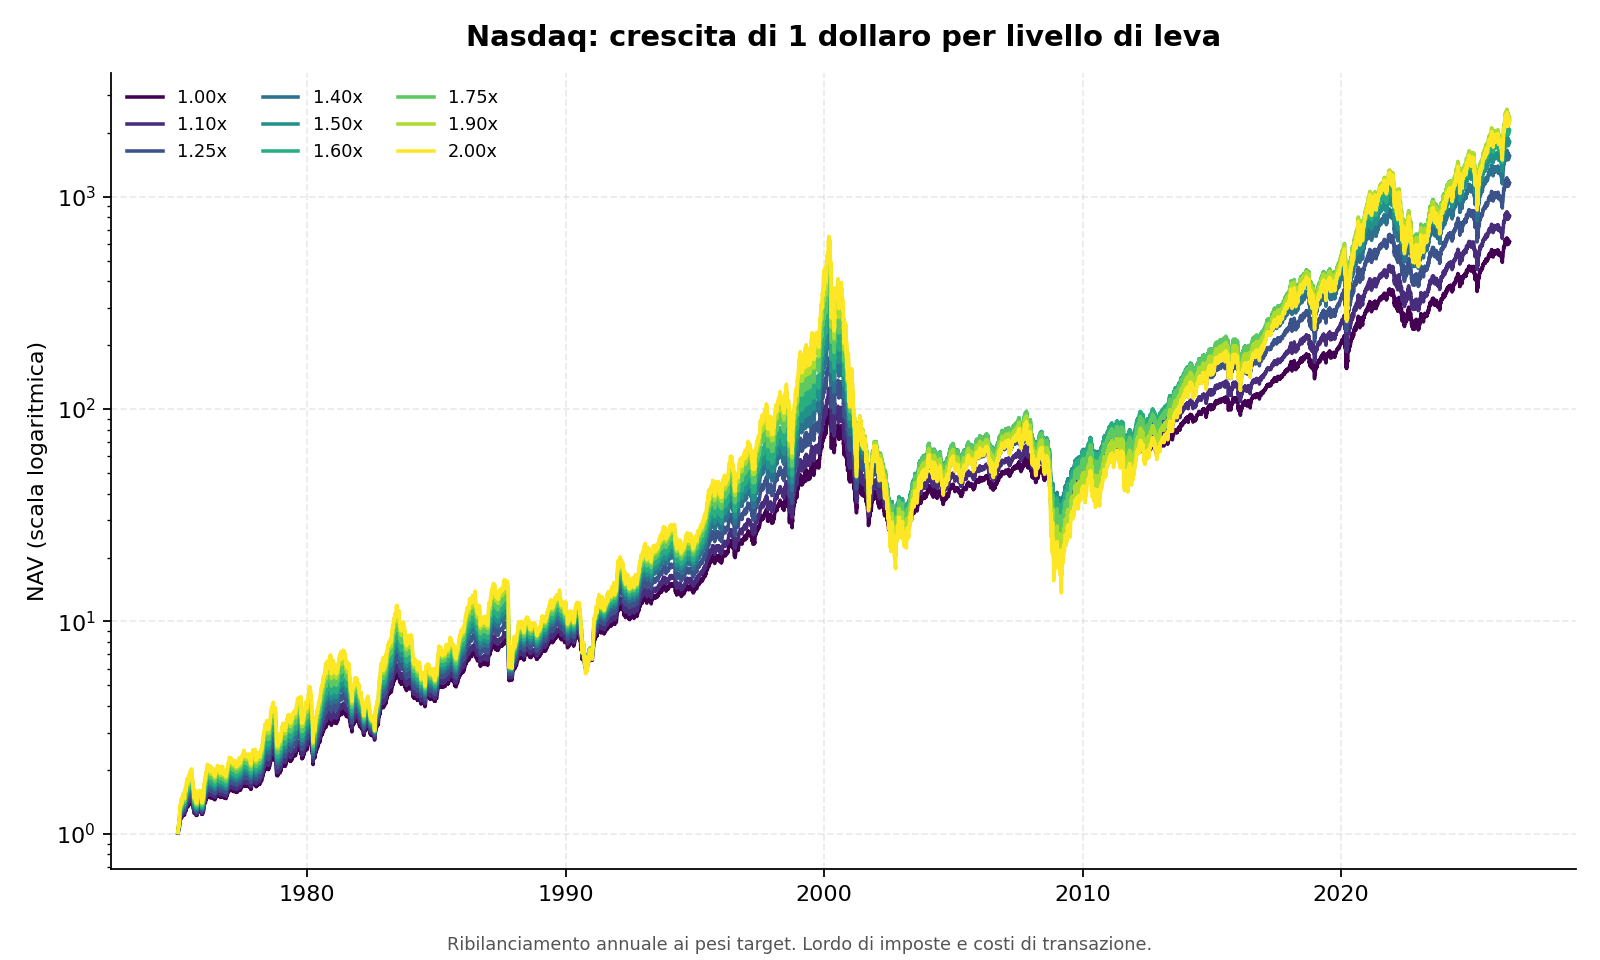 Nasdaq: crescita di 1 dollaro per livello di leva
1.00x 1.40x 1.75x
1.10x 1.50x 1.90x
1.25x 1.60x 2.00x
NAV (scala logaritmica)
10³
10²
10¹
10⁰
1980 1990 2000 2010 2020
Ribilanciamento annuale ai pesi target. Lordo di imposte e costi di transazione.